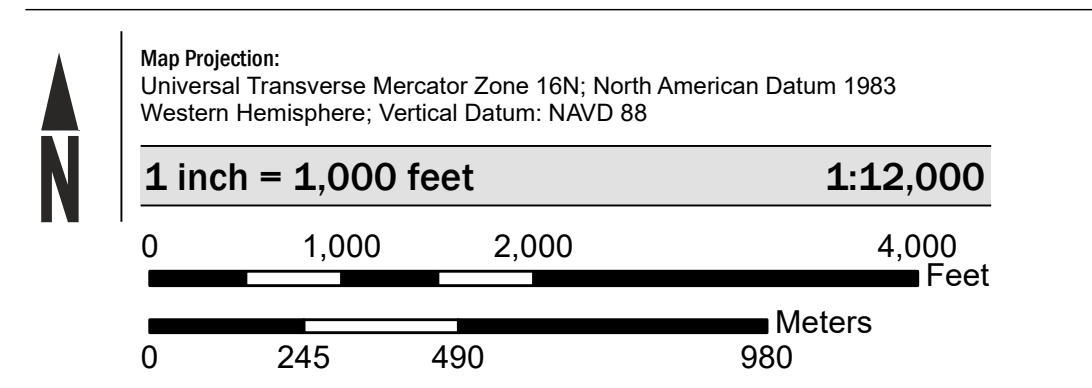 N
Map Projection:
Universal Transverse Mercator Zone 16N; North American Datum 1983
Western Hemisphere; Vertical Datum: NAVD 88
1 inch = 1,000 feet 1:12,000
0 1,000 2,000 4,000
Feet
Meters
0 245 490 980